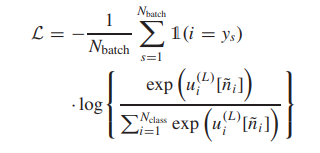 $\mathcal{L} = -\frac{1}{N_{\text{batch}}} \sum_{s=1}^{N_{\text{batch}}} \mathbb{1}(i = y_s)$
$\cdot \log \left\{ \frac{\exp\left(u_i^{(L)}[\tilde{n}_i]\right)}{\sum_{i=1}^{N_{\text{class}}} \exp\left(u_i^{(L)}[\tilde{n}_i]\right)} \right\}$